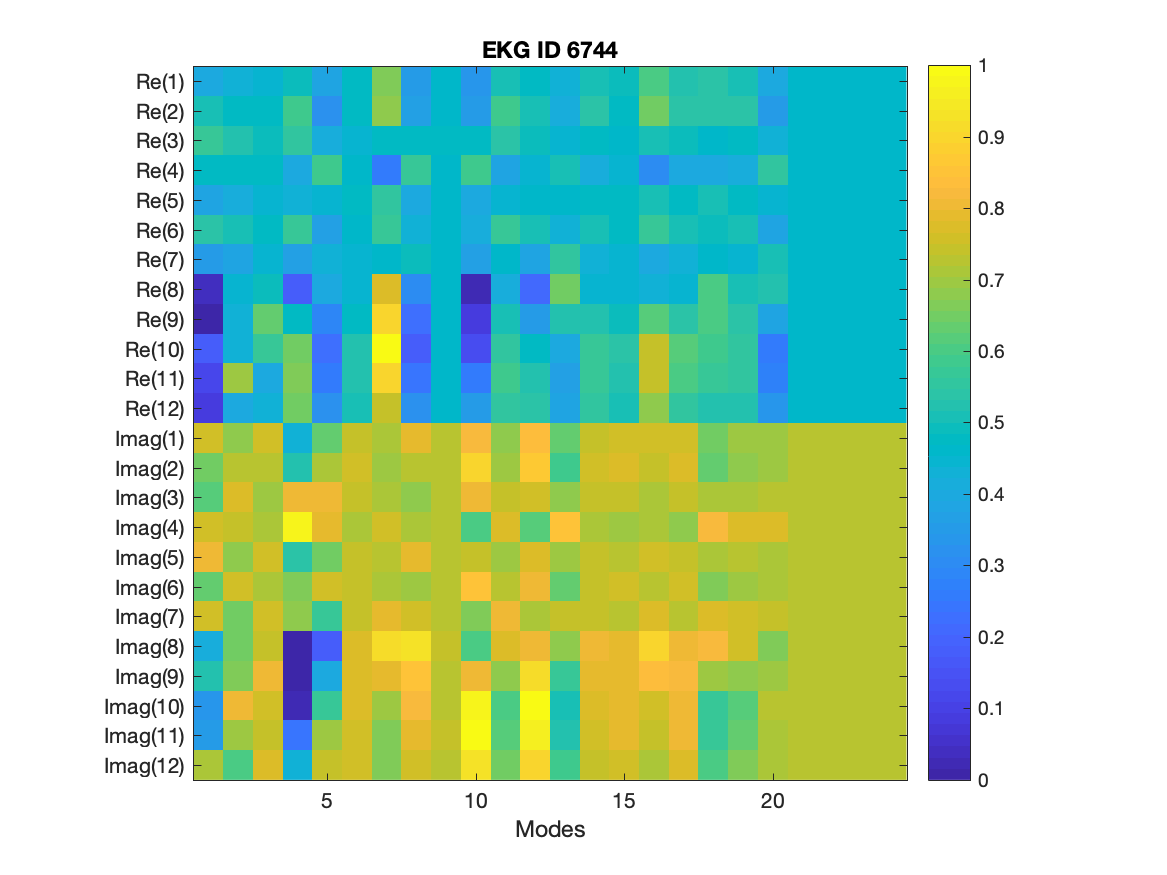 EKG ID 6744
Re(1)
Re(2)
Re(3)
Re(4)
Re(5)
Re(6)
Re(7)
Re(8)
Re(9)
Re(10)
Re(11)
Re(12)
Imag(1)
Imag(2)
Imag(3)
Imag(4)
Imag(5)
Imag(6)
Imag(7)
Imag(8)
Imag(9)
Imag(10)
Imag(11)
Imag(12)
5 10 15 20
Modes
1
0.9
0.8
0.7
0.6
0.5
0.4
0.3
0.2
0.1
0